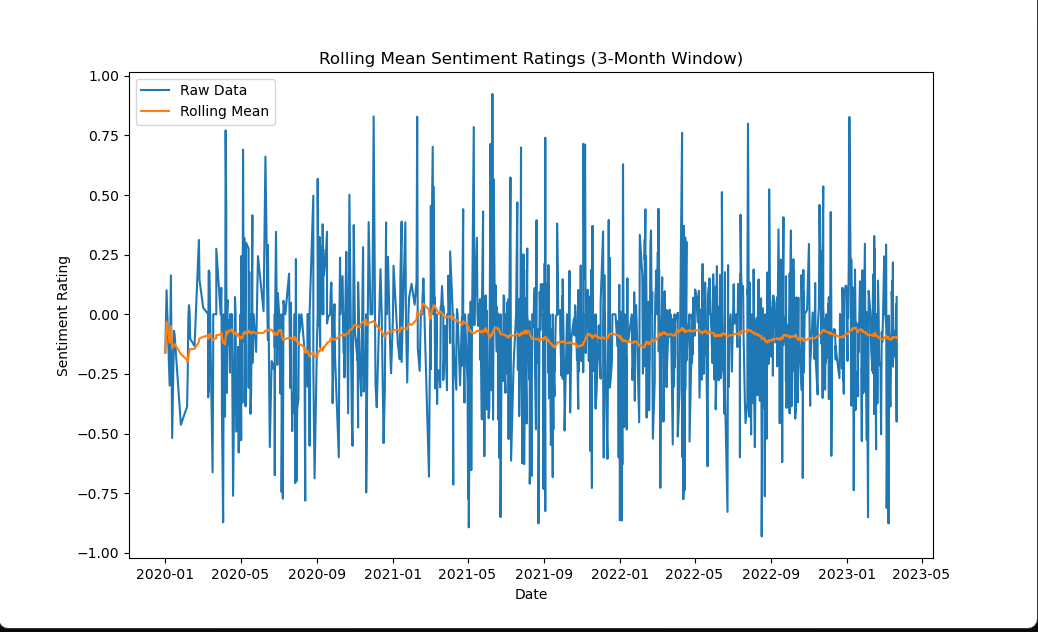 Rolling Mean Sentiment Ratings (3-Month Window)
Raw Data
Rolling Mean
1.00
0.75
0.50
0.25
0.00
−0.25
−0.50
−0.75
−1.00
Sentiment Rating
2020-01 2020-05 2020-09 2021-01 2021-05 2021-09 2022-01 2022-05 2022-09 2023-01 2023-05
Date